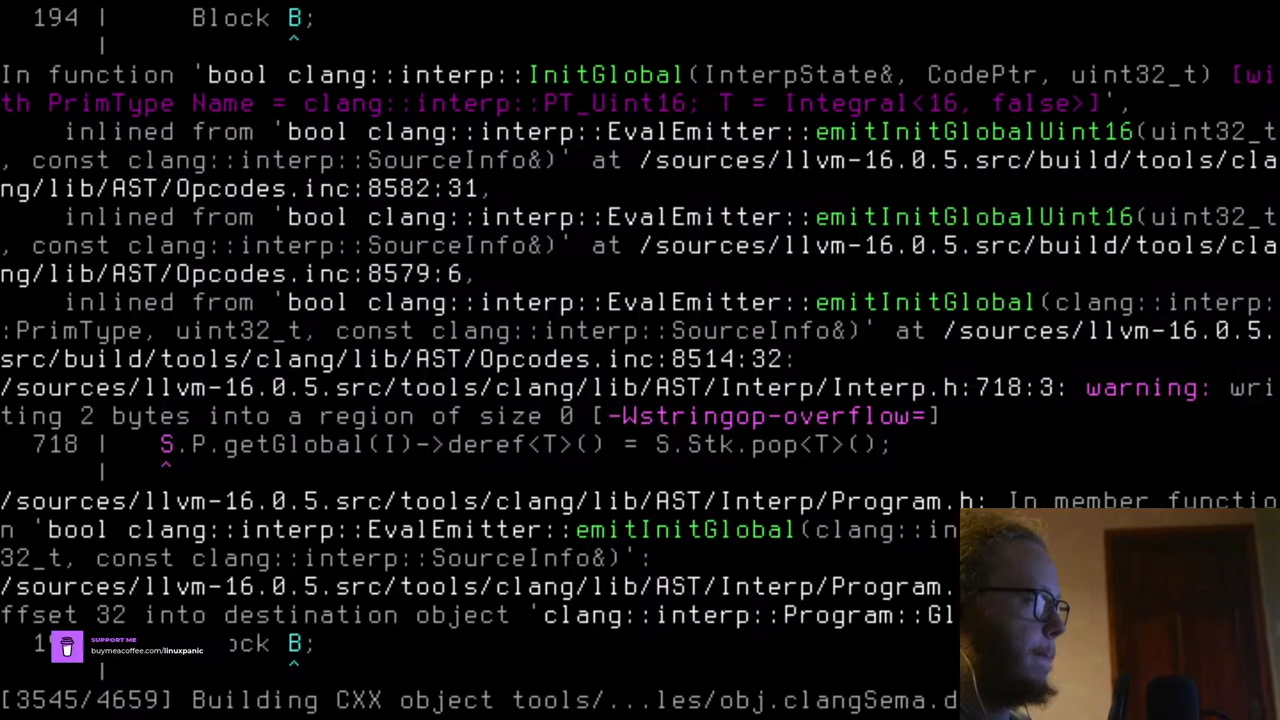 194 |       Block B;
    |             ^
In function 'bool clang::interp::InitGlobal(InterpState&, CodePtr, uint32_t) [wi
th PrimType Name = clang::interp::PT_Uint16; T = Integral<16, false>]',
    inlined from 'bool clang::interp::EvalEmitter::emitInitGlobalUint16(uint32_t
, const clang::interp::SourceInfo&)' at /sources/llvm-16.0.5.src/build/tools/cla
ng/lib/AST/Opcodes.inc:8582:31,
    inlined from 'bool clang::interp::EvalEmitter::emitInitGlobalUint16(uint32_t
, const clang::interp::SourceInfo&)' at /sources/llvm-16.0.5.src/build/tools/cla
ng/lib/AST/Opcodes.inc:8579:6,
    inlined from 'bool clang::interp::EvalEmitter::emitInitGlobal(clang::interp:
:PrimType, uint32_t, const clang::interp::SourceInfo&)' at /sources/llvm-16.0.5.
src/build/tools/clang/lib/AST/Opcodes.inc:8514:32:
/sources/llvm-16.0.5.src/tools/clang/lib/AST/Interp/Interp.h:718:3: warning: wri
ting 2 bytes into a region of size 0 [-Wstringop-overflow=]
  718 |   S.P.getGlobal(I)->deref<T>() = S.Stk.pop<T>();
      |   ^
/sources/llvm-16.0.5.src/tools/clang/lib/AST/Interp/Program.h: In member functio
n 'bool clang::interp::EvalEmitter::emitInitGlobal(clang::in
32_t, const clang::interp::SourceInfo&)':
/sources/llvm-16.0.5.src/tools/clang/lib/AST/Interp/Program.
ffset 32 into destination object 'clang::interp::Program::Gl
SUPPORT ME
buymeacoffee.com/linuxpanic
ock B;
    |             ^
[3545/4659] Building CXX object tools/...les/obj.clangSema.d